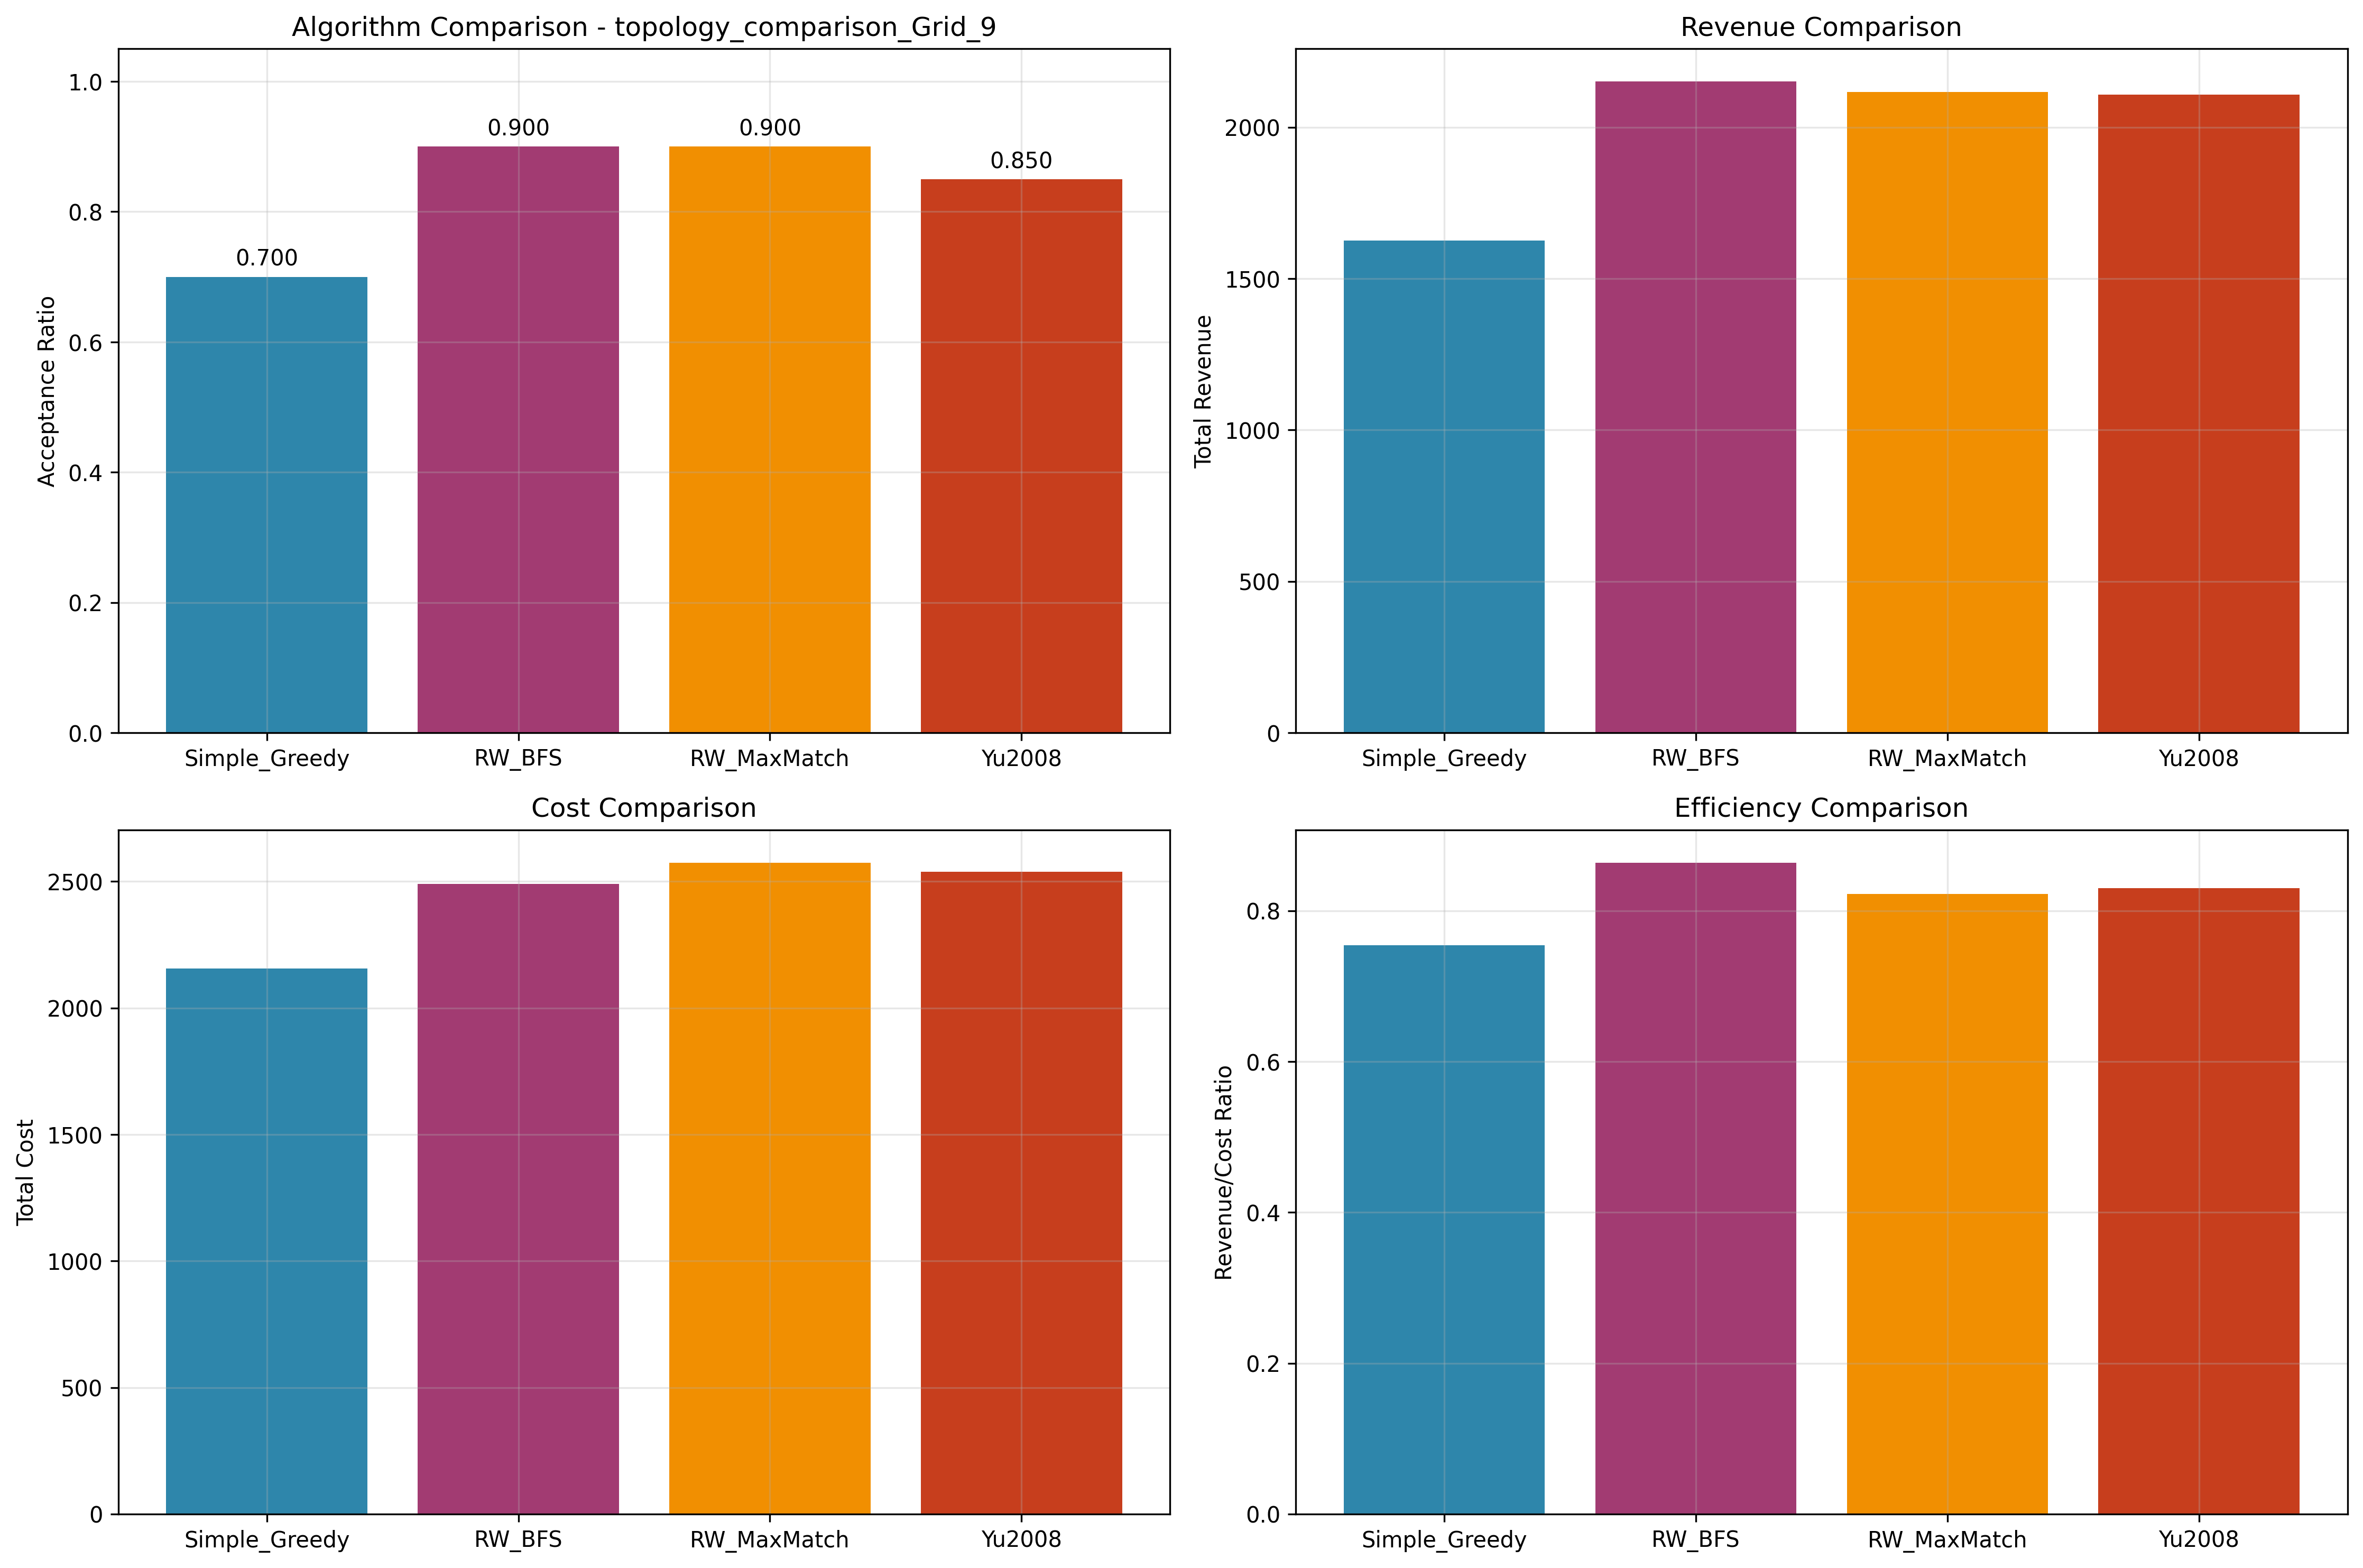 Algorithm Comparison - topology_comparison_Grid_9
Acceptance Ratio
1.0
0.8
0.6
0.4
0.2
0.0
0.700
0.900
0.900
0.850
Simple_Greedy
RW_BFS
RW_MaxMatch
Yu2008
Revenue Comparison
Total Revenue
2000
1500
1000
500
0
Simple_Greedy
RW_BFS
RW_MaxMatch
Yu2008
Cost Comparison
Total Cost
2500
2000
1500
1000
500
0
Simple_Greedy
RW_BFS
RW_MaxMatch
Yu2008
Efficiency Comparison
Revenue/Cost Ratio
0.8
0.6
0.4
0.2
0.0
Simple_Greedy
RW_BFS
RW_MaxMatch
Yu2008